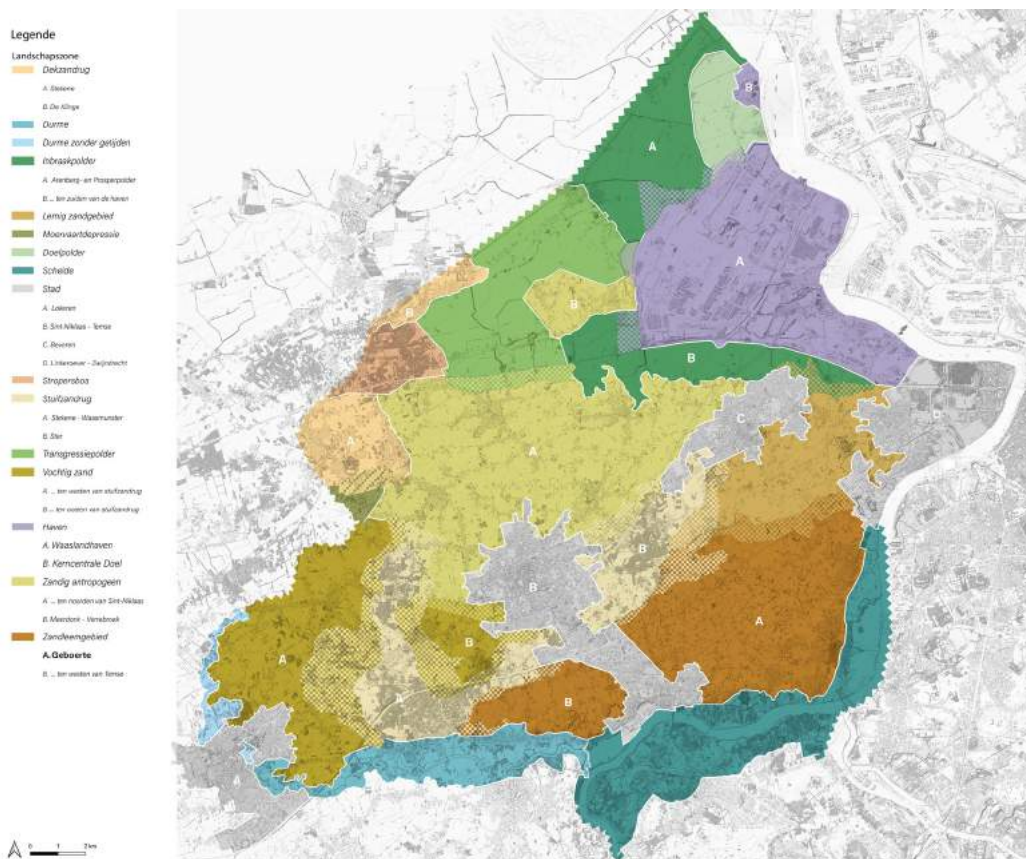 Legende
Landschapszone
Dekzandrug
A. Stekene
B. De Klinge
Durme
Durme zonder getijden
Inbraakpolder
A. Arenberg- en Prosperpolder
B. ... ten zuiden van de haven
Lemig zandgebied
Moervaartdepressie
Doelpolder
Schelde
Stad
A. Lokeren
B. Sint-Niklaas - Temse
C. Beveren
D. Linkeroever - Zwijndrecht
Stropersbos
Stuifzandrug
A. Stekene - Waasmunster
B. Ster
Transgressiepolder
Vochtig zand
A. ... ten westen van stuifzandrug
B. ... ten oosten van stuifzandrug
Haven
A. Waaslandhaven
B. Kerncentrale Doel
Zandig antropogeen
A. ... ten noorden van Sint-Niklaas
B. Meerdonk - Verrebroek
Zandleemgebied
A. Geboerte
B. ... ten westen van Temse
0 1 2 km
B
A
A
B
B
B
C
A
A
B
B
A
A
B
A
B
A